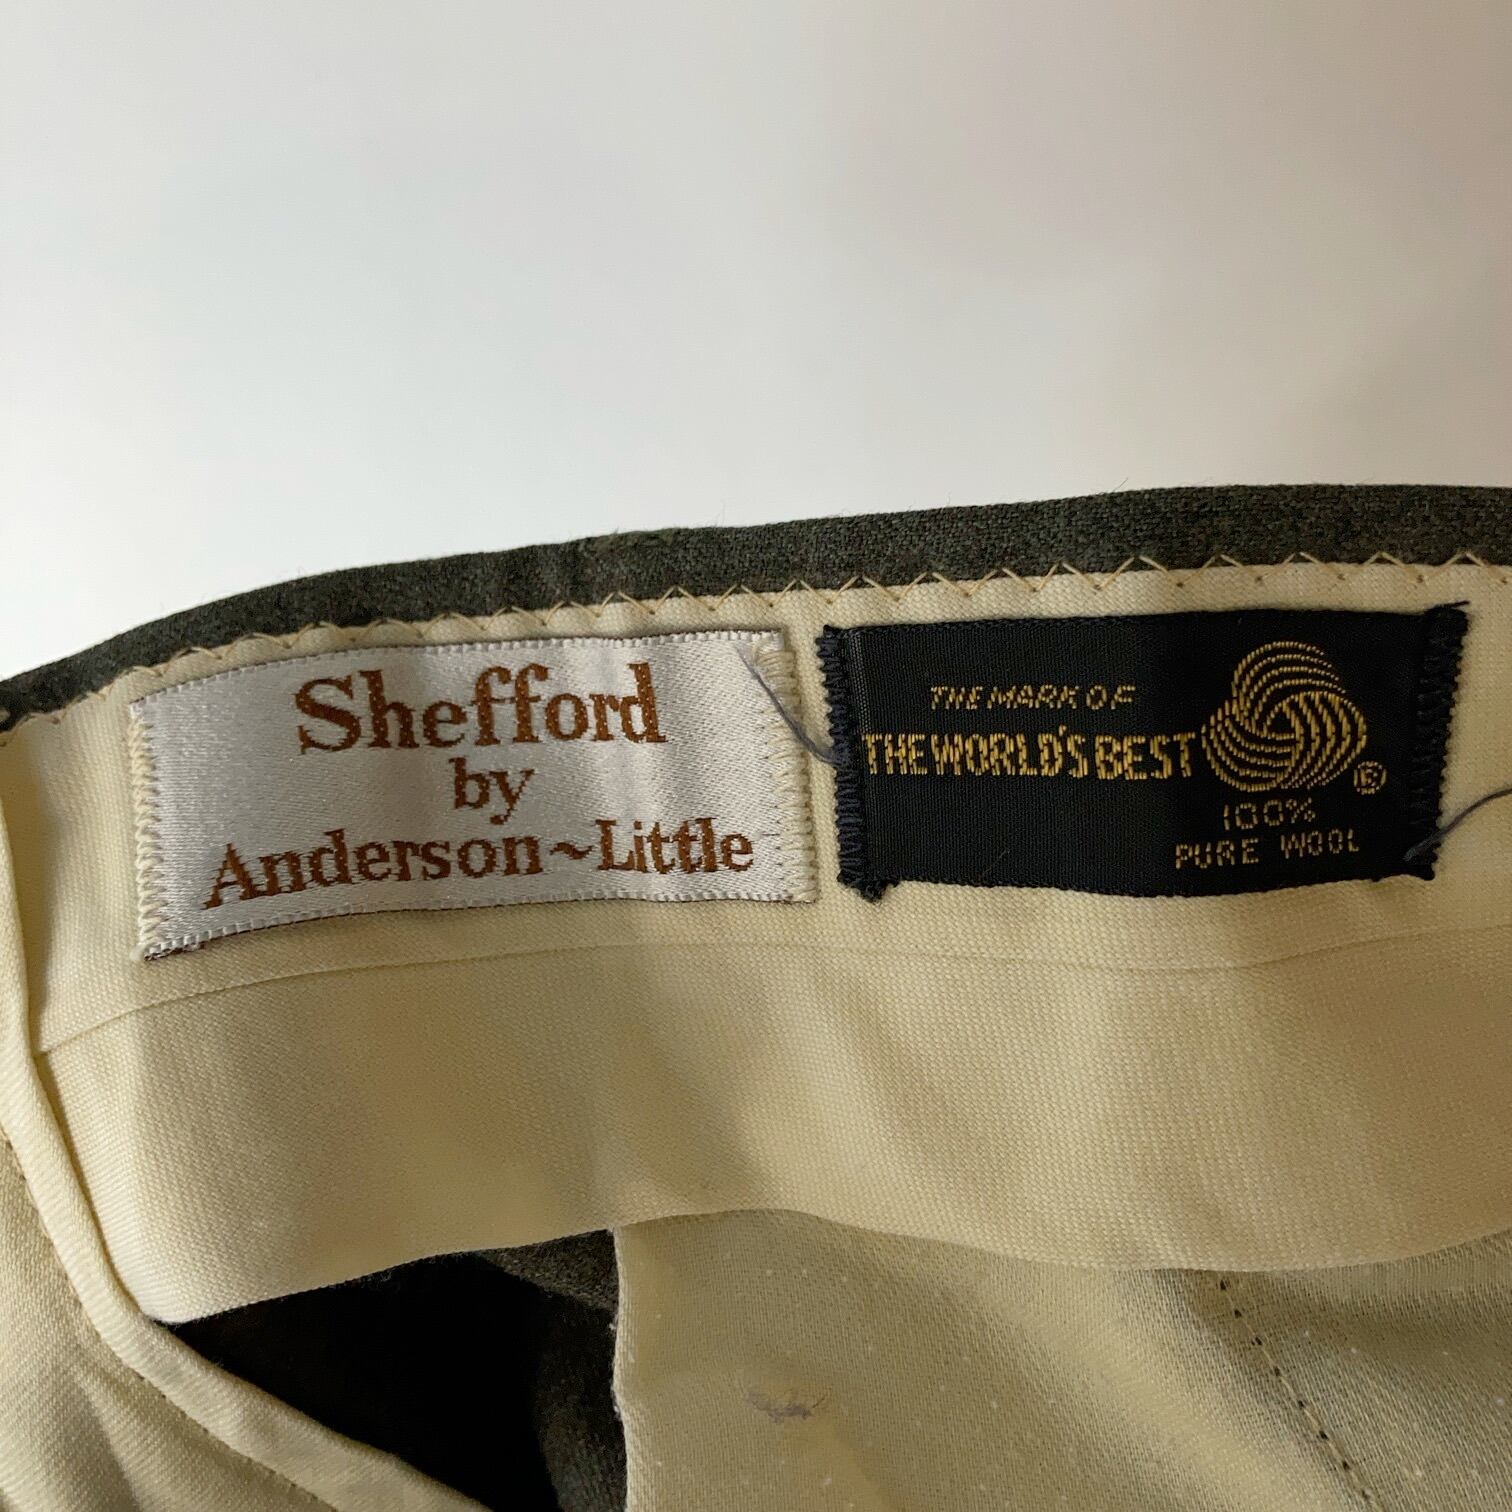 Shefford
by
Anderson~Little
THE MARK OF
THE WORLD'S BEST
®
100%
PURE WOOL